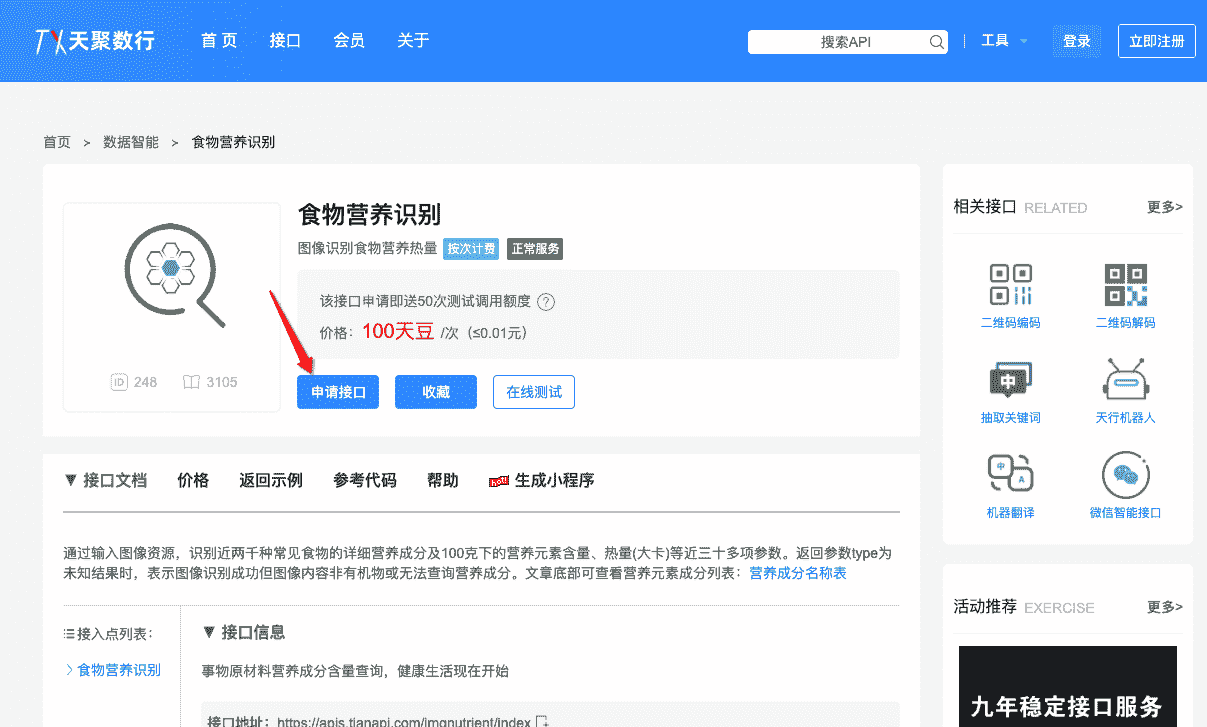 TX天聚数行 首 页 接口 会员 关于 搜索API 工具 登录 立即注册
首页 > 数据智能 > 食物营养识别
食物营养识别
图像识别食物营养热量 按次计费 正常服务
该接口申请即送50次测试调用额度 ?
价格： 100天豆 /次（≤0.01元）
ID 248 3105
申请接口 收藏 在线测试
▼ 接口文档 价格 返回示例 参考代码 帮助 Hot! 生成小程序
通过输入图像资源，识别近两千种常见食物的详细营养成分及100克下的营养元素含量、热量(大卡)等近三十多项参数。返回参数type为
未知结果时，表示图像识别成功但图像内容非有机物或无法查询营养成分。文章底部可查看营养元素成分列表：营养成分名称表
接入点列表：
食物营养识别
▼ 接口信息
事物原材料营养成分含量查询，健康生活现在开始
接口地址：https://apis.tianapi.com/imgnutrient/index
相关接口 RELATED 更多>
二维码编码 二维码解码
中
抽取关键词 天行机器人
中 A
机器翻译 微信智能接口
活动推荐 EXERCISE 更多>
九年稳定接口服务